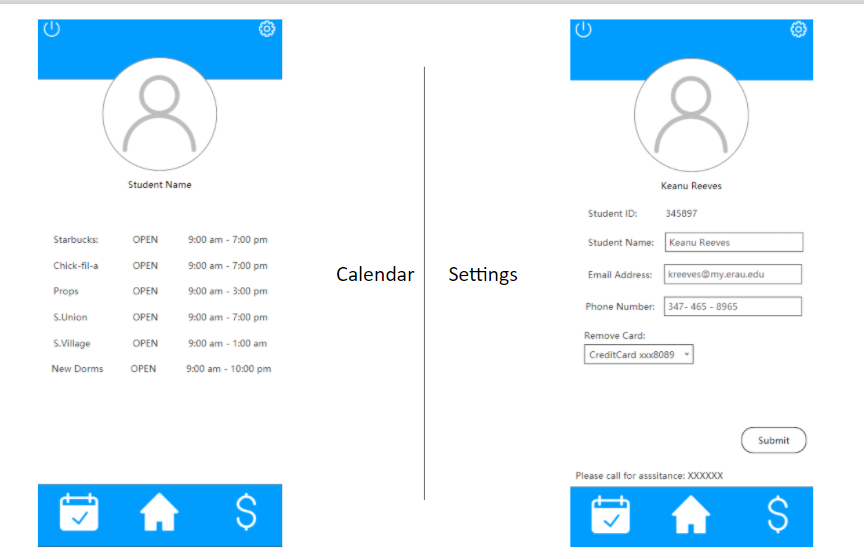 Student Name
Starbucks: OPEN 9:00 am - 7:00 pm
Chick-fil-a OPEN 9:00 am - 7:00 pm
Props OPEN 9:00 am - 3:00 pm
S.Union OPEN 9:00 am - 7:00 pm
S.Village OPEN 9:00 am - 1:00 am
New Dorms OPEN 9:00 am - 10:00 pm
Calendar
Settings
Keanu Reeves
Student ID: 345897
Student Name: Keanu Reeves
Email Address: kreeves@my.erau.edu
Phone Number: 347- 465 - 8965
Remove Card:
CreditCard xxx8089
Submit
Please call for asssitance: XXXXXX